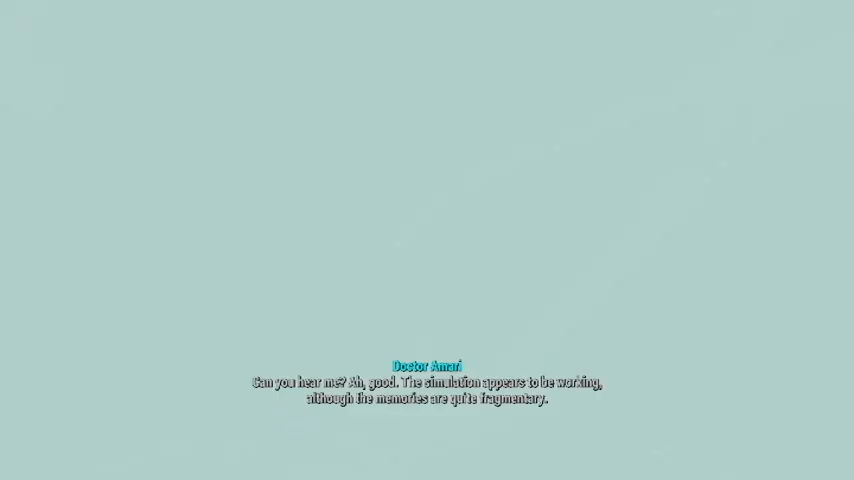 Doctor Amari
Can you hear me? Ah, good. The simulation appears to be working,
although the memories are quite fragmentary.